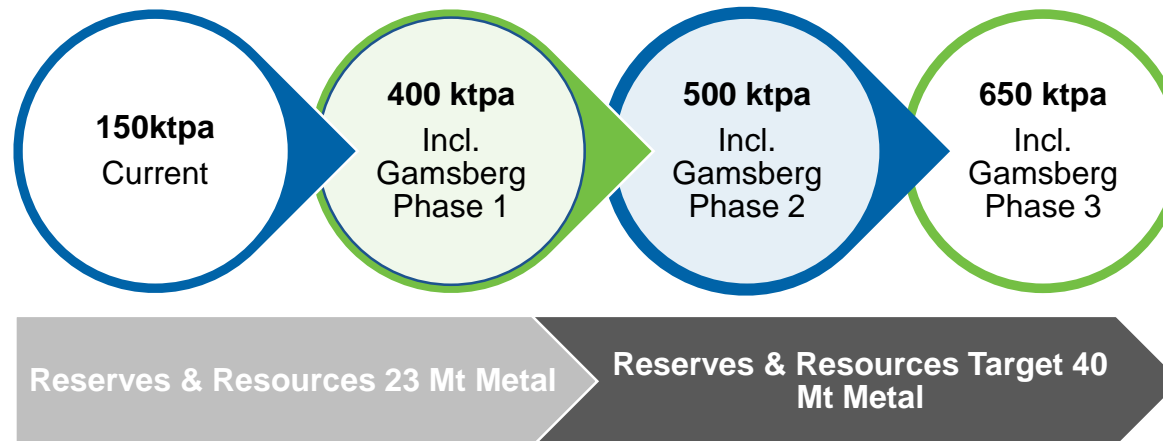 150ktpa
Current
400 ktpa
Incl.
Gamsberg
Phase 1
500 ktpa
Incl.
Gamsberg
Phase 2
650 ktpa
Incl.
Gamsberg
Phase 3
Reserves & Resources 23 Mt Metal
Reserves & Resources Target 40
Mt Metal